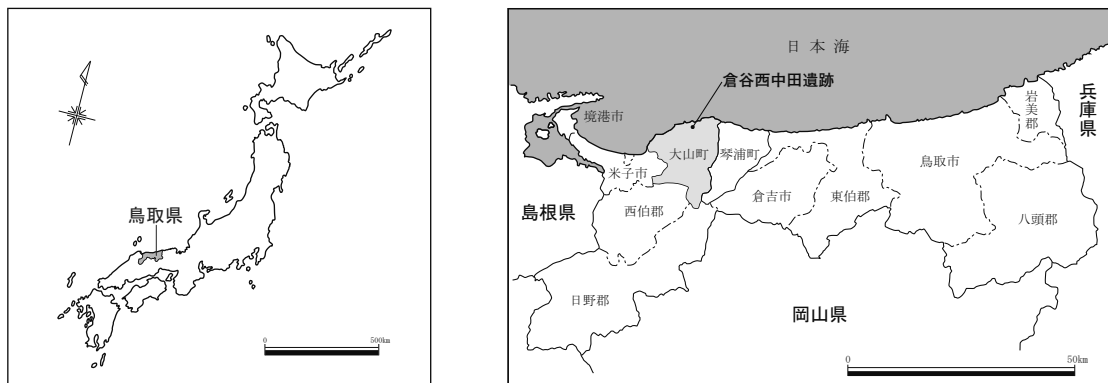 鳥取県
0
500km
日本海
倉谷西中田遺跡
境港市
岩美郡
兵庫県
大山町
琴浦町
米子市
鳥取市
倉吉市
東伯郡
島根県
西伯郡
八頭郡
日野郡
岡山県
0
50km